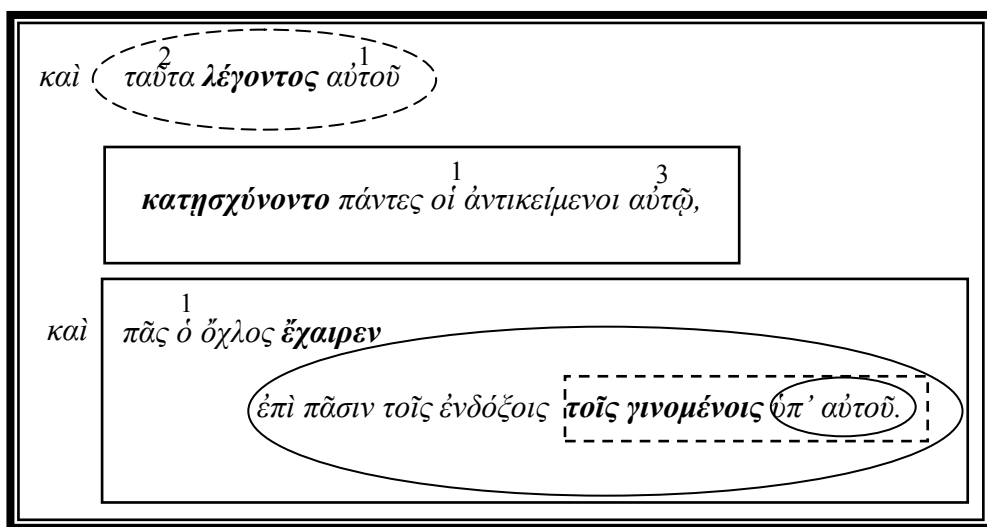 2 1
καὶ ταῦτα λέγοντος αὐτοῦ
1 3
κατῃσχύνοντο πάντες οἱ ἀντικείμενοι αὐτῷ,
1
καὶ πᾶς ὁ ὄχλος ἔχαιρεν
ἐπὶ πᾶσιν τοῖς ἐνδόξοις τοῖς γινομένοις ὑπ’ αὐτοῦ.